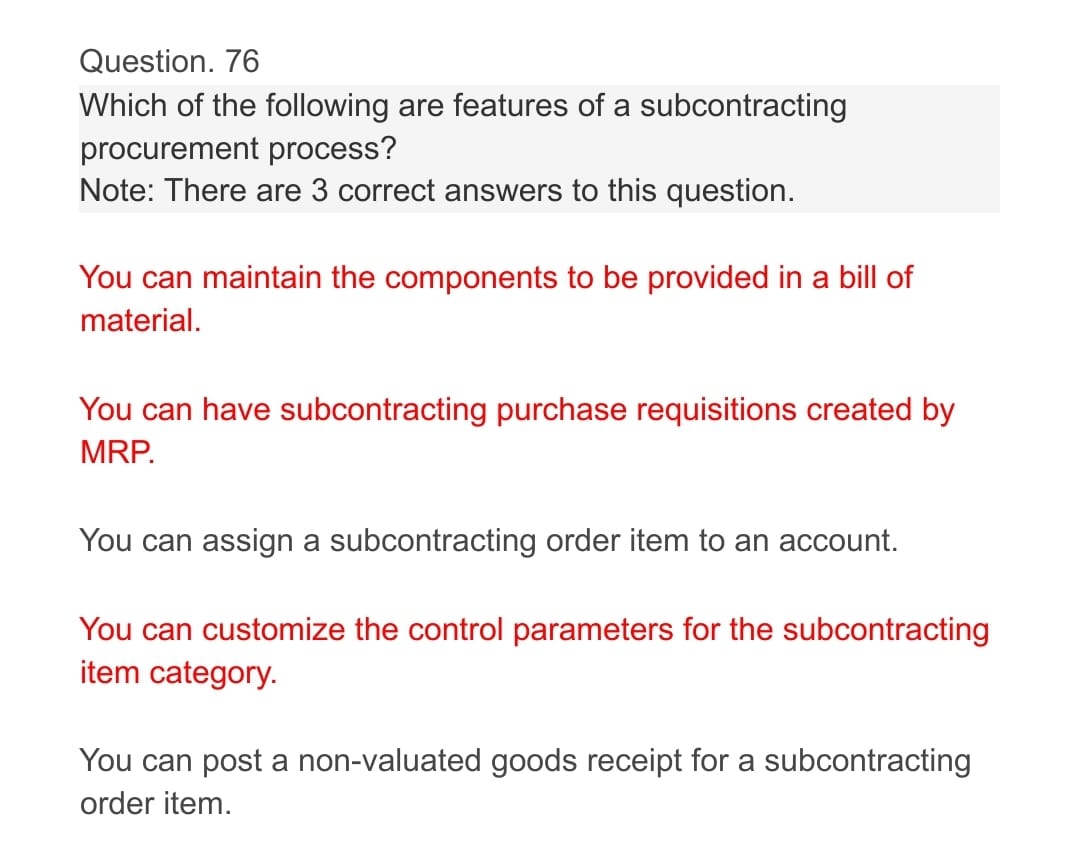 Question. 76
Which of the following are features of a subcontracting
procurement process?
Note: There are 3 correct answers to this question.
You can maintain the components to be provided in a bill of
material.
You can have subcontracting purchase requisitions created by
MRP.
You can assign a subcontracting order item to an account.
You can customize the control parameters for the subcontracting
item category.
You can post a non-valuated goods receipt for a subcontracting
order item.